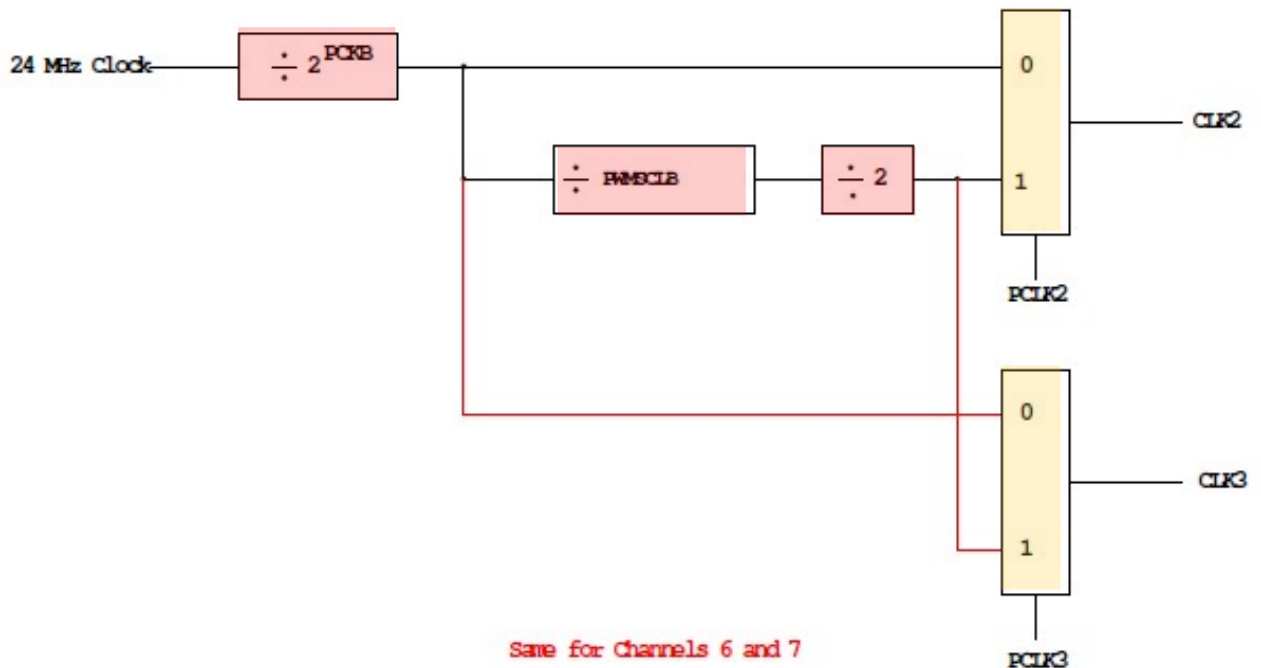 24 MHz Clock
÷ 2^PCKB
0
CLK2
÷ PWMSCLB
÷ 2
1
PCLK2
0
CLK3
1
Same for Channels 6 and 7
PCLK3